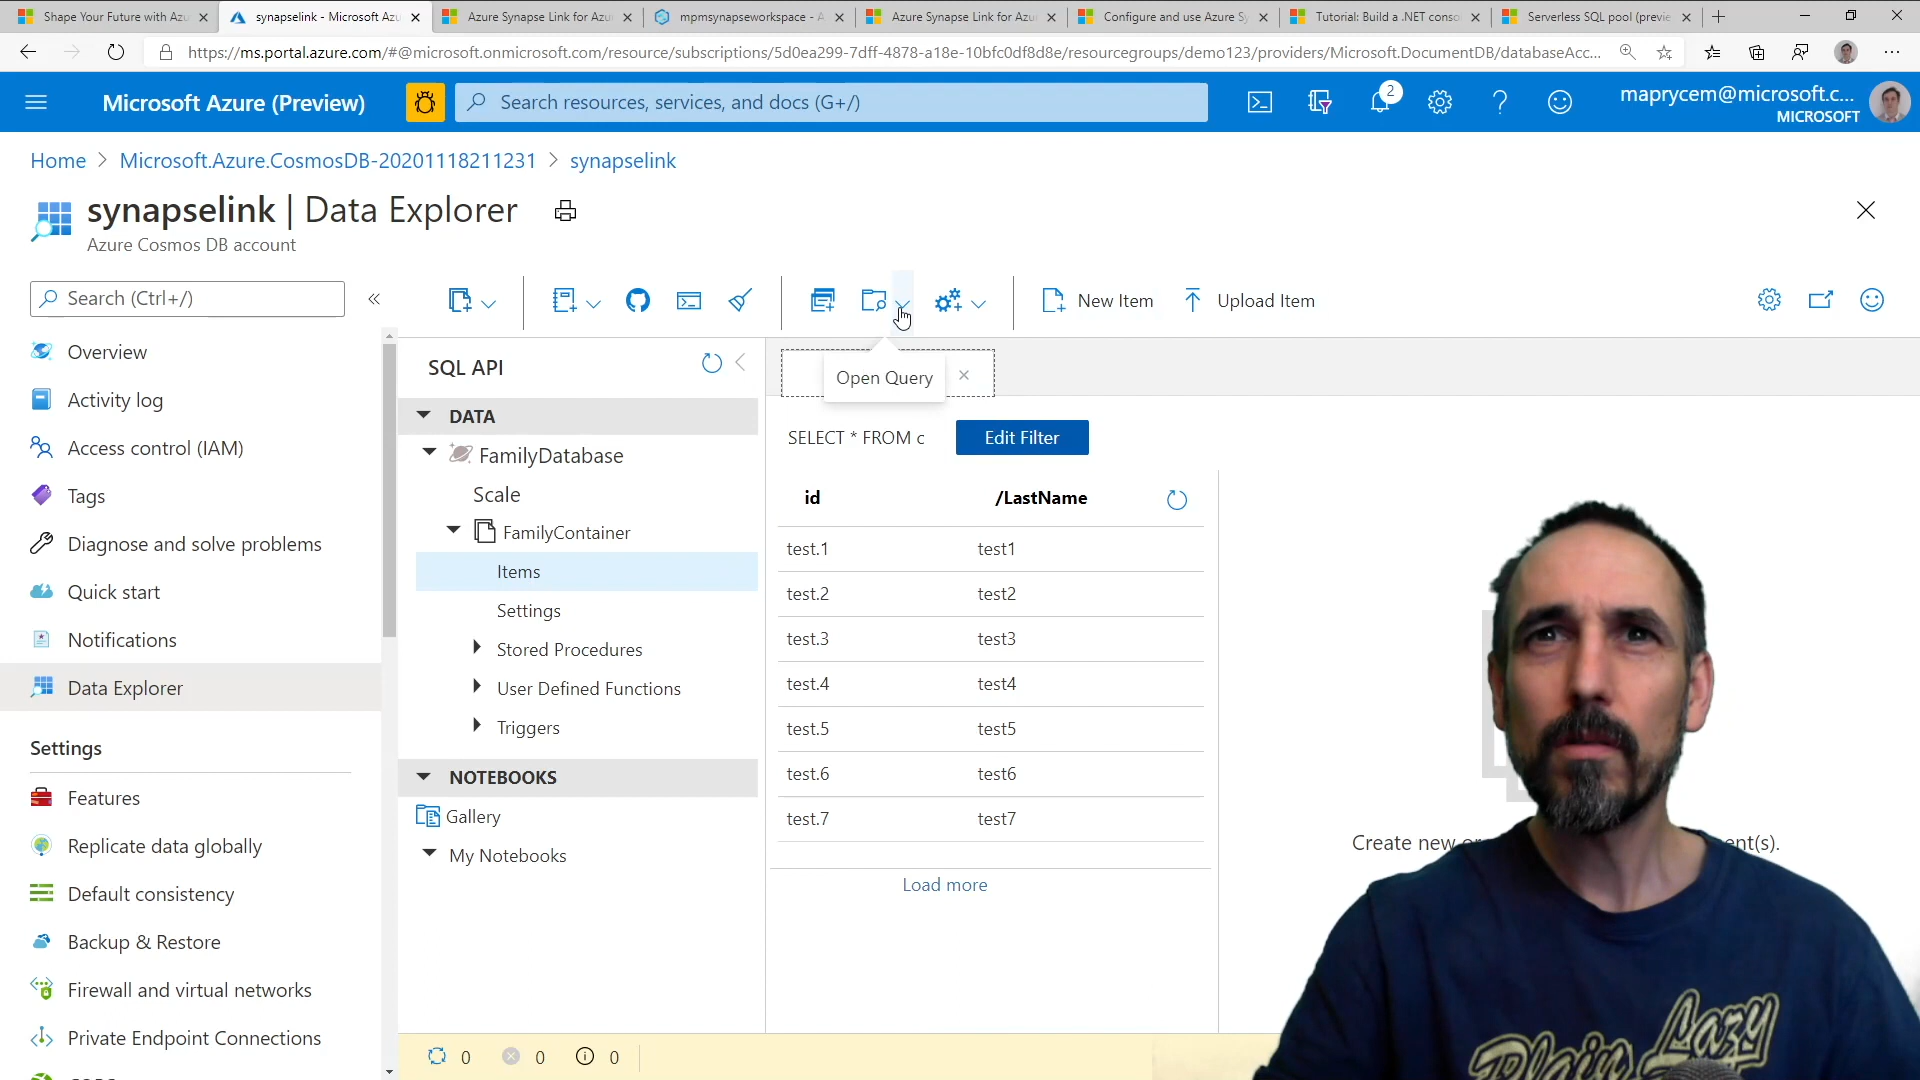 Shape Your Future with Azu
synapselink - Microsoft Azu
Azure Synapse Link for Azu
mpmsynapseworkspace - A
Azure Synapse Link for Azu
Configure and use Azure Sy
Tutorial: Build a .NET conso
Serverless SQL pool (previe
https://ms.portal.azure.com/#@microsoft.onmicrosoft.com/resource/subscriptions/5d0ea299-7dff-4878-a18e-10bfc0df8d8e/resourcegroups/demo123/providers/Microsoft.DocumentDB/databaseAcc...
Microsoft Azure (Preview)
Search resources, services, and docs (G+/)
2
maprycem@microsoft.c...
MICROSOFT
Home > Microsoft.Azure.CosmosDB-20201118211231 > synapselink
synapselink | Data Explorer
Azure Cosmos DB account
Search (Ctrl+/)
New Item
Upload Item
Overview
Activity log
Access control (IAM)
Tags
Diagnose and solve problems
Quick start
Notifications
Data Explorer
Settings
Features
Replicate data globally
Default consistency
Backup & Restore
Firewall and virtual networks
Private Endpoint Connections
SQL API
DATA
FamilyDatabase
Scale
FamilyContainer
Items
Settings
Stored Procedures
User Defined Functions
Triggers
NOTEBOOKS
Gallery
My Notebooks
Open Query
SELECT * FROM c
Edit Filter
id /LastName
test.1 test1
test.2 test2
test.3 test3
test.4 test4
test.5 test5
test.6 test6
test.7 test7
Load more
Create new
0 0 0
Plain Lazy